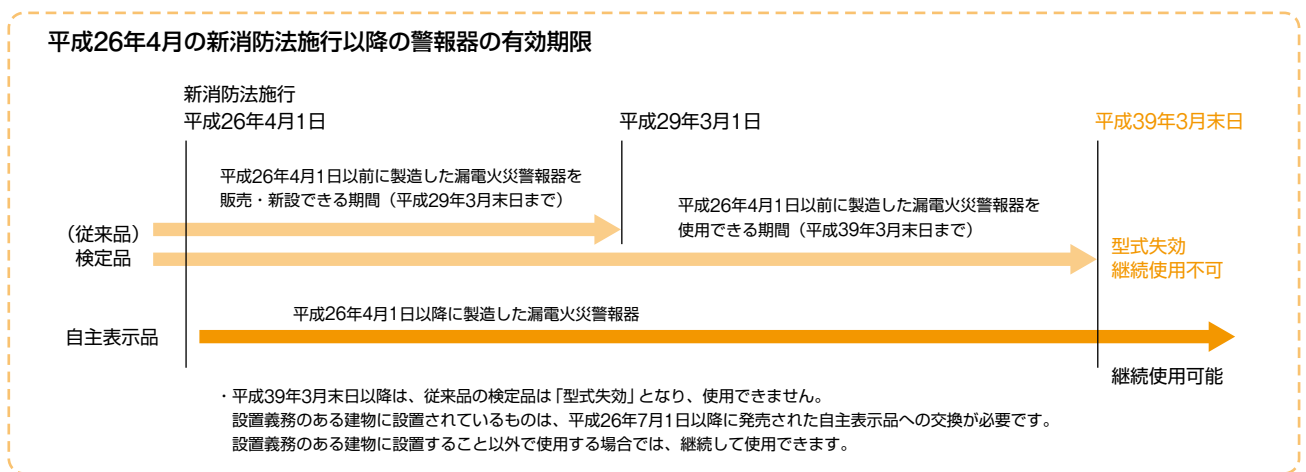 平成26年4月の新消防法施行以降の警報器の有効期限
新消防法施行
平成26年4月1日
平成29年3月1日
平成39年3月末日
平成26年4月1日以前に製造した漏電火災警報器を
販売・新設できる期間（平成29年3月末日まで）
平成26年4月1日以前に製造した漏電火災警報器を
使用できる期間（平成39年3月末日まで）
（従来品）
検定品
型式失効
継続使用不可
平成26年4月1日以降に製造した漏電火災警報器
自主表示品
継続使用可能
・平成39年3月末日以降は、従来品の検定品は「型式失効」となり、使用できません。
設置義務のある建物に設置されているものは、平成26年7月1日以降に発売された自主表示品への交換が必要です。
設置義務のある建物に設置すること以外で使用する場合では、継続して使用できます。